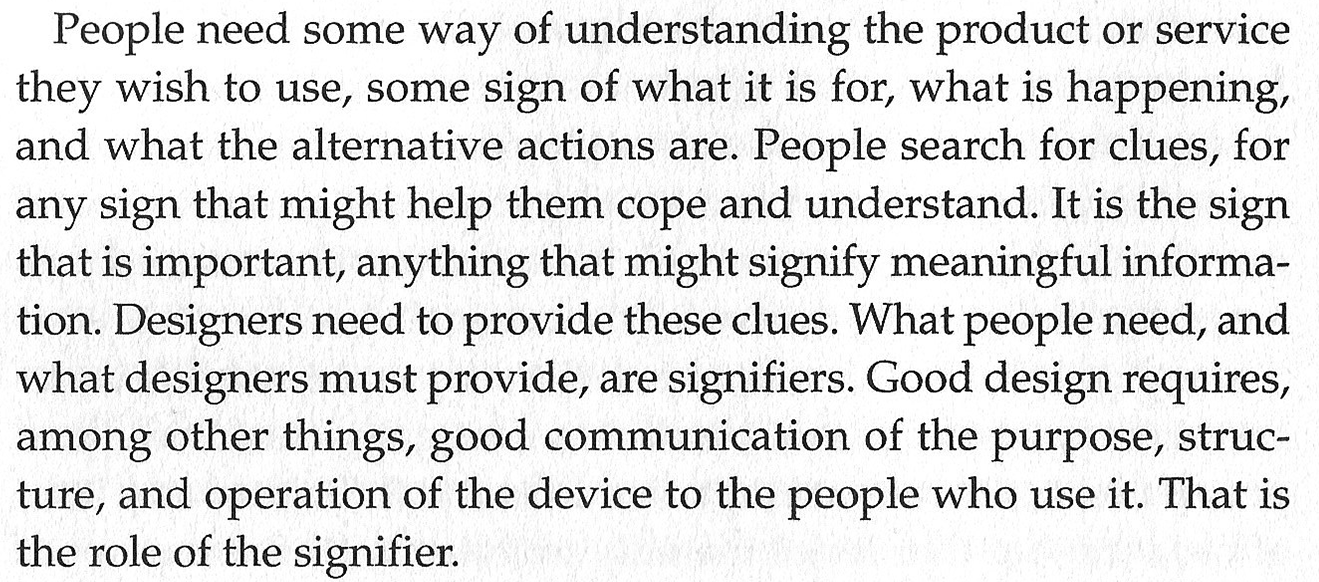 People need some way of understanding the product or service
they wish to use, some sign of what it is for, what is happening,
and what the alternative actions are. People search for clues, for
any sign that might help them cope and understand. It is the sign
that is important, anything that might signify meaningful informa-
tion. Designers need to provide these clues. What people need, and
what designers must provide, are signifiers. Good design requires,
among other things, good communication of the purpose, struc-
ture, and operation of the device to the people who use it. That is
the role of the signifier.